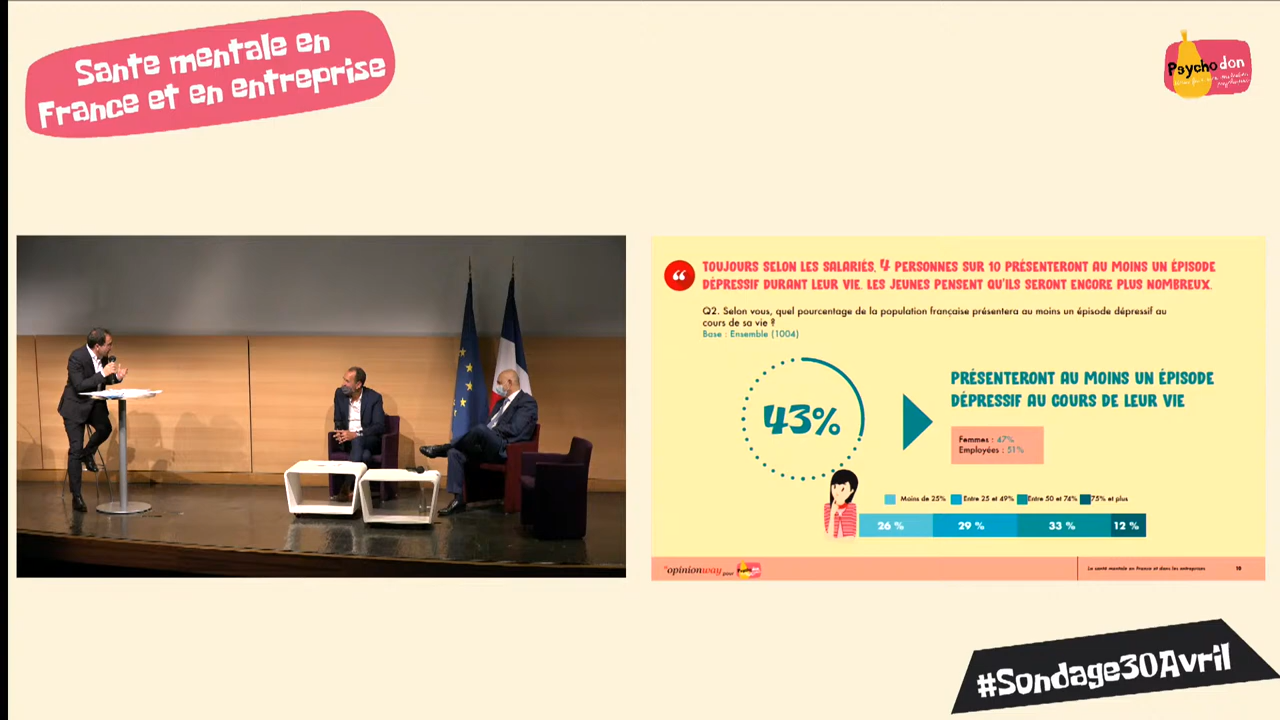 Sante mentale en
France et en entreprise
Psychodon
TOUJOURS SELON LES SALARIÉS, 4 PERSONNES SUR 10 PRÉSENTERONT AU MOINS UN ÉPISODE
DÉPRESSIF DURANT LEUR VIE. LES JEUNES PENSENT QU'ILS SERONT ENCORE PLUS NOMBREUX.
Q2. Selon vous, quel pourcentage de la population française présentera au moins un épisode dépressif au
cours de sa vie ?
Base : Ensemble (1004)
43%
PRÉSENTERONT AU MOINS UN ÉPISODE
DÉPRESSIF AU COURS DE LEUR VIE
Femmes : 47%
Employées : 51%
Moins de 25% Entre 25 et 49% Entre 50 et 74% 75% et plus
26 % 29 % 33 % 12 %
"opinionway pour Psychodon
La santé mentale en France et dans les entreprises 18
#Sondage30Avril